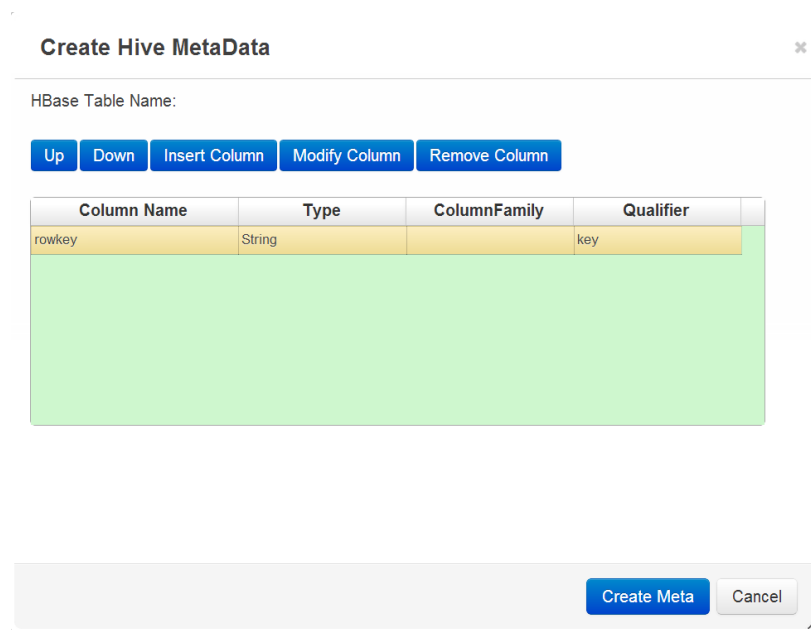 Create Hive MetaData
×
HBase Table Name:
Up Down Insert Column Modify Column Remove Column
Column Name Type ColumnFamily Qualifier
rowkey String key
Create Meta Cancel